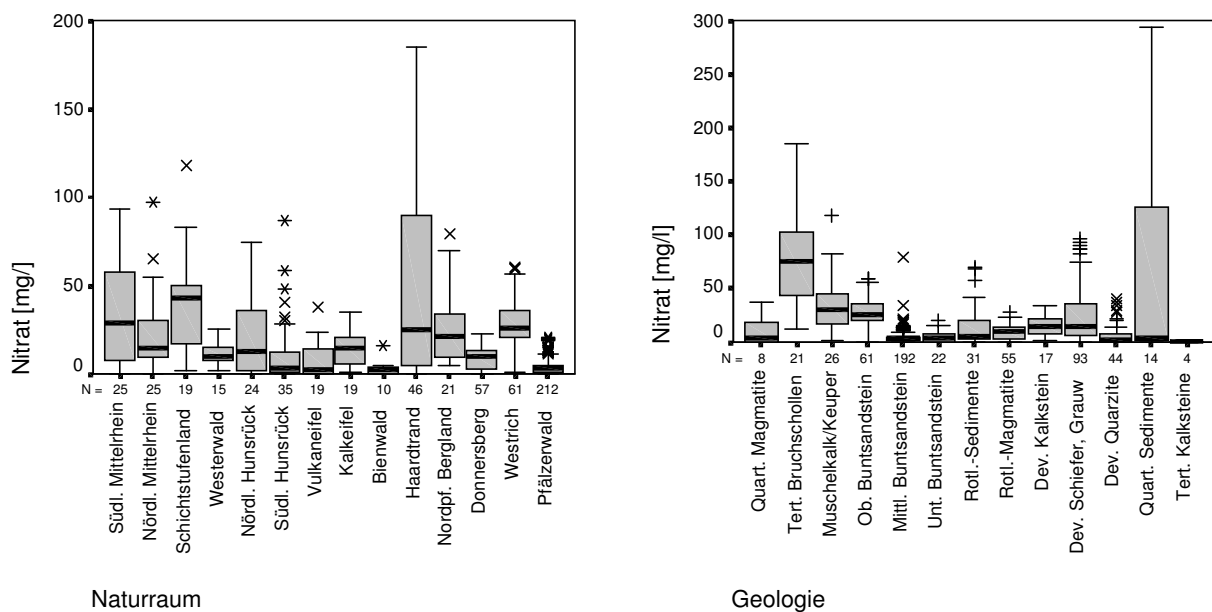 200
150
100
50
0
Nitrat [mg/]
N = 25 25 19 15 24 35 19 19 10 46 21 57 61 212
Südl. Mittelrhein
Nördl. Mittelrhein
Schichtstufenland
Westerwald
Nördl. Hunsrück
Südl. Hunsrück
Vulkaneifel
Kalkeifel
Bienwald
Haardtrand
Nordpf. Bergland
Donnersberg
Westrich
Pfälzenwald
Naturraum
300
250
200
150
100
50
0
Nitrat [mg/l]
N = 8 21 26 61 192 22 31 55 17 93 44 14 4
Quart. Magmatite
Tert. Bruchschollen
Muschelkalk/Keuper
Ob. Buntsandstein
Mittl. Buntsandstein
Unt. Buntsandstein
Rotl.-Sedimente
Rotl.-Magmatite
Dev. Kalkstein
Dev. Schiefer, Grauw
Dev. Quarzite
Quart. Sedimente
Tert. Kalksteine
Geologie